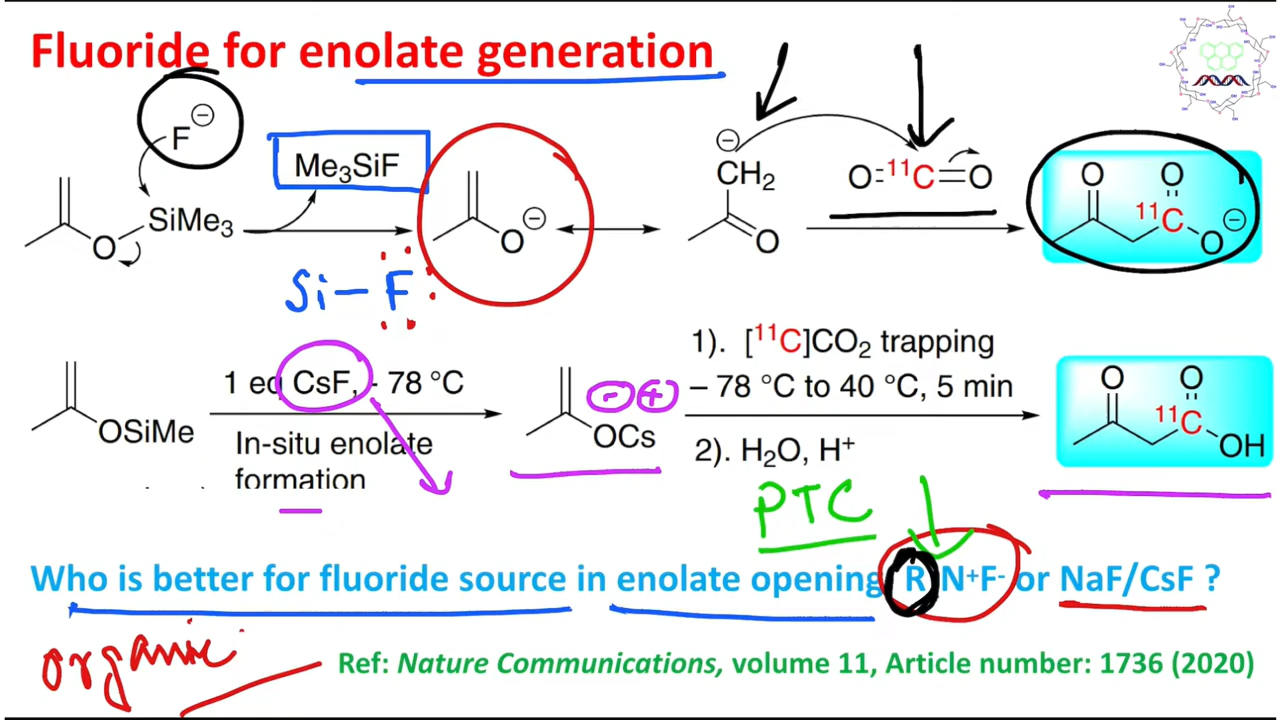 Fluoride for enolate generation
F⊖
Me₃SiF
SiMe₃
O
O⊖
⊖
CH₂
O
O=¹¹C=O
O O
¹¹C
O⊖
Si–F
OSiMe
1 eq CsF, - 78 °C
In-situ enolate
formation
⊖ ⊕
OCs
1). [¹¹C]CO₂ trapping
– 78 °C to 40 °C, 5 min
2). H₂O, H⁺
O O
¹¹C
OH
PTC
Who is better for fluoride source in enolate opening R N⁺F⁻ or NaF/CsF ?
organic
Ref: Nature Communications, volume 11, Article number: 1736 (2020)